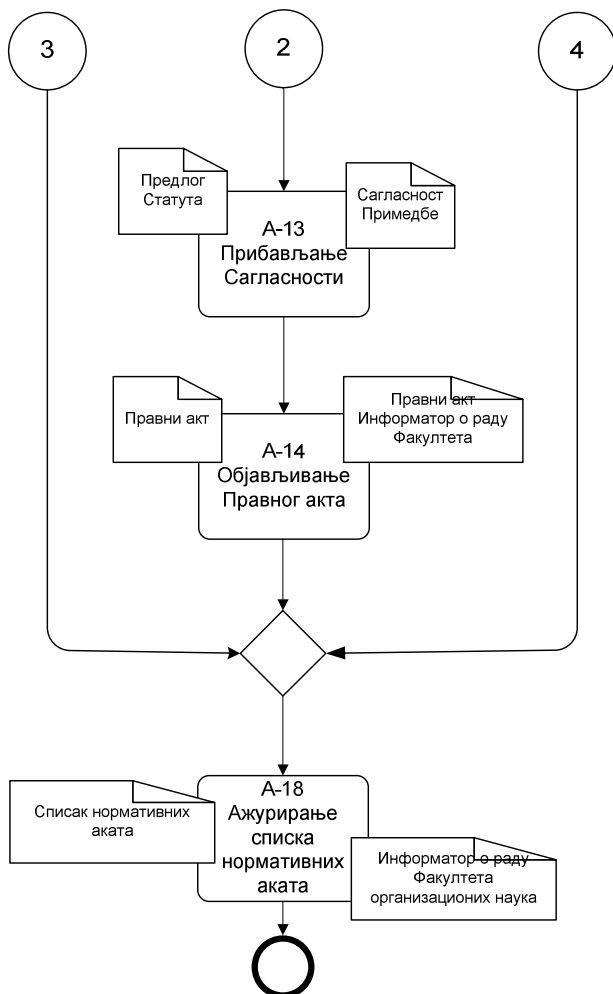 3
2
4
Предлог
Статута
Сагласност
Примедбе
А-13
Прибављање
Сагласности
Правни акт
Правни акт
Информатор о раду
Факултета
А-14
Објављивање
Правног акта
А-18
Ажурирање
списка
нормативних
аката
Списак нормативних
аката
Информатор о раду
Факултета
организационих наука